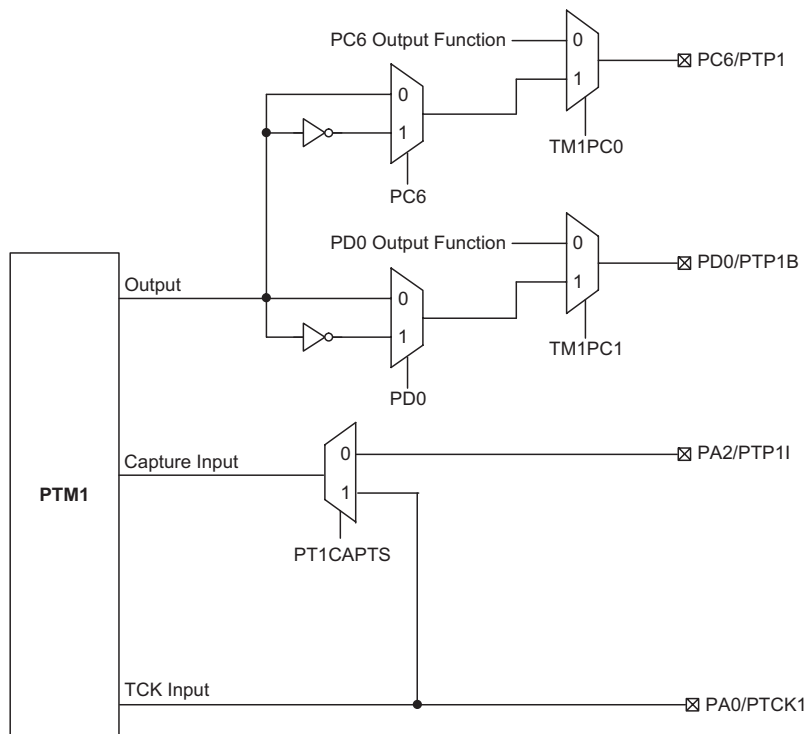 PC6 Output Function
0
1
PC6/PTP1
TM1PC0
0
1
PC6
PD0 Output Function
0
1
PD0/PTP1B
TM1PC1
Output
0
1
PD0
PTM1
Capture Input
0
1
PA2/PTP1I
PT1CAPTS
TCK Input
PA0/PTCK1